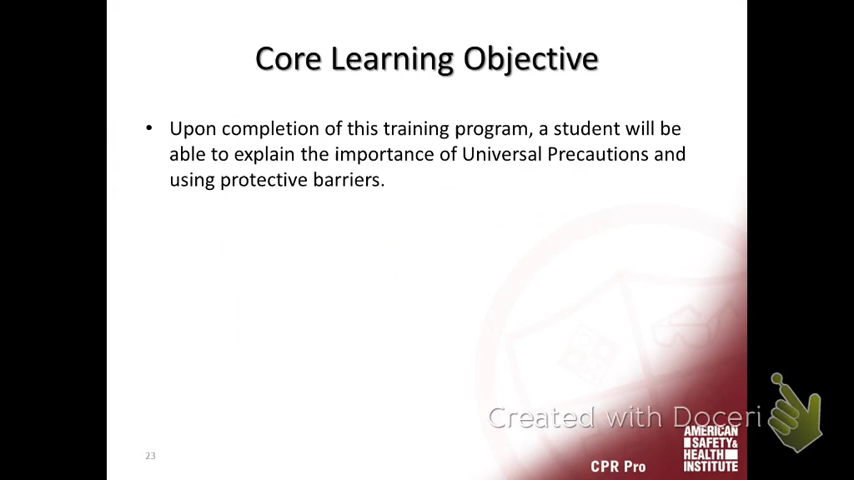 Core Learning Objective
• Upon completion of this training program, a student will be
able to explain the importance of Universal Precautions and
using protective barriers.
Created with Doceri
23
CPR Pro
AMERICAN
SAFETY&
HEALTH
INSTITUTE